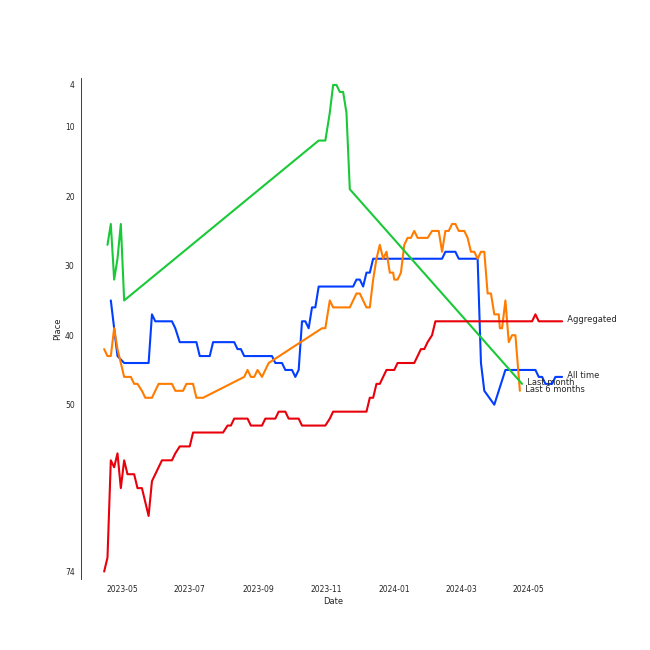 4
10
20
30
40
50
74
Place
2023-05
2023-07
2023-09
2023-11
2024-01
2024-03
2024-05
Date
Aggregated
All time
Last month
Last 6 months